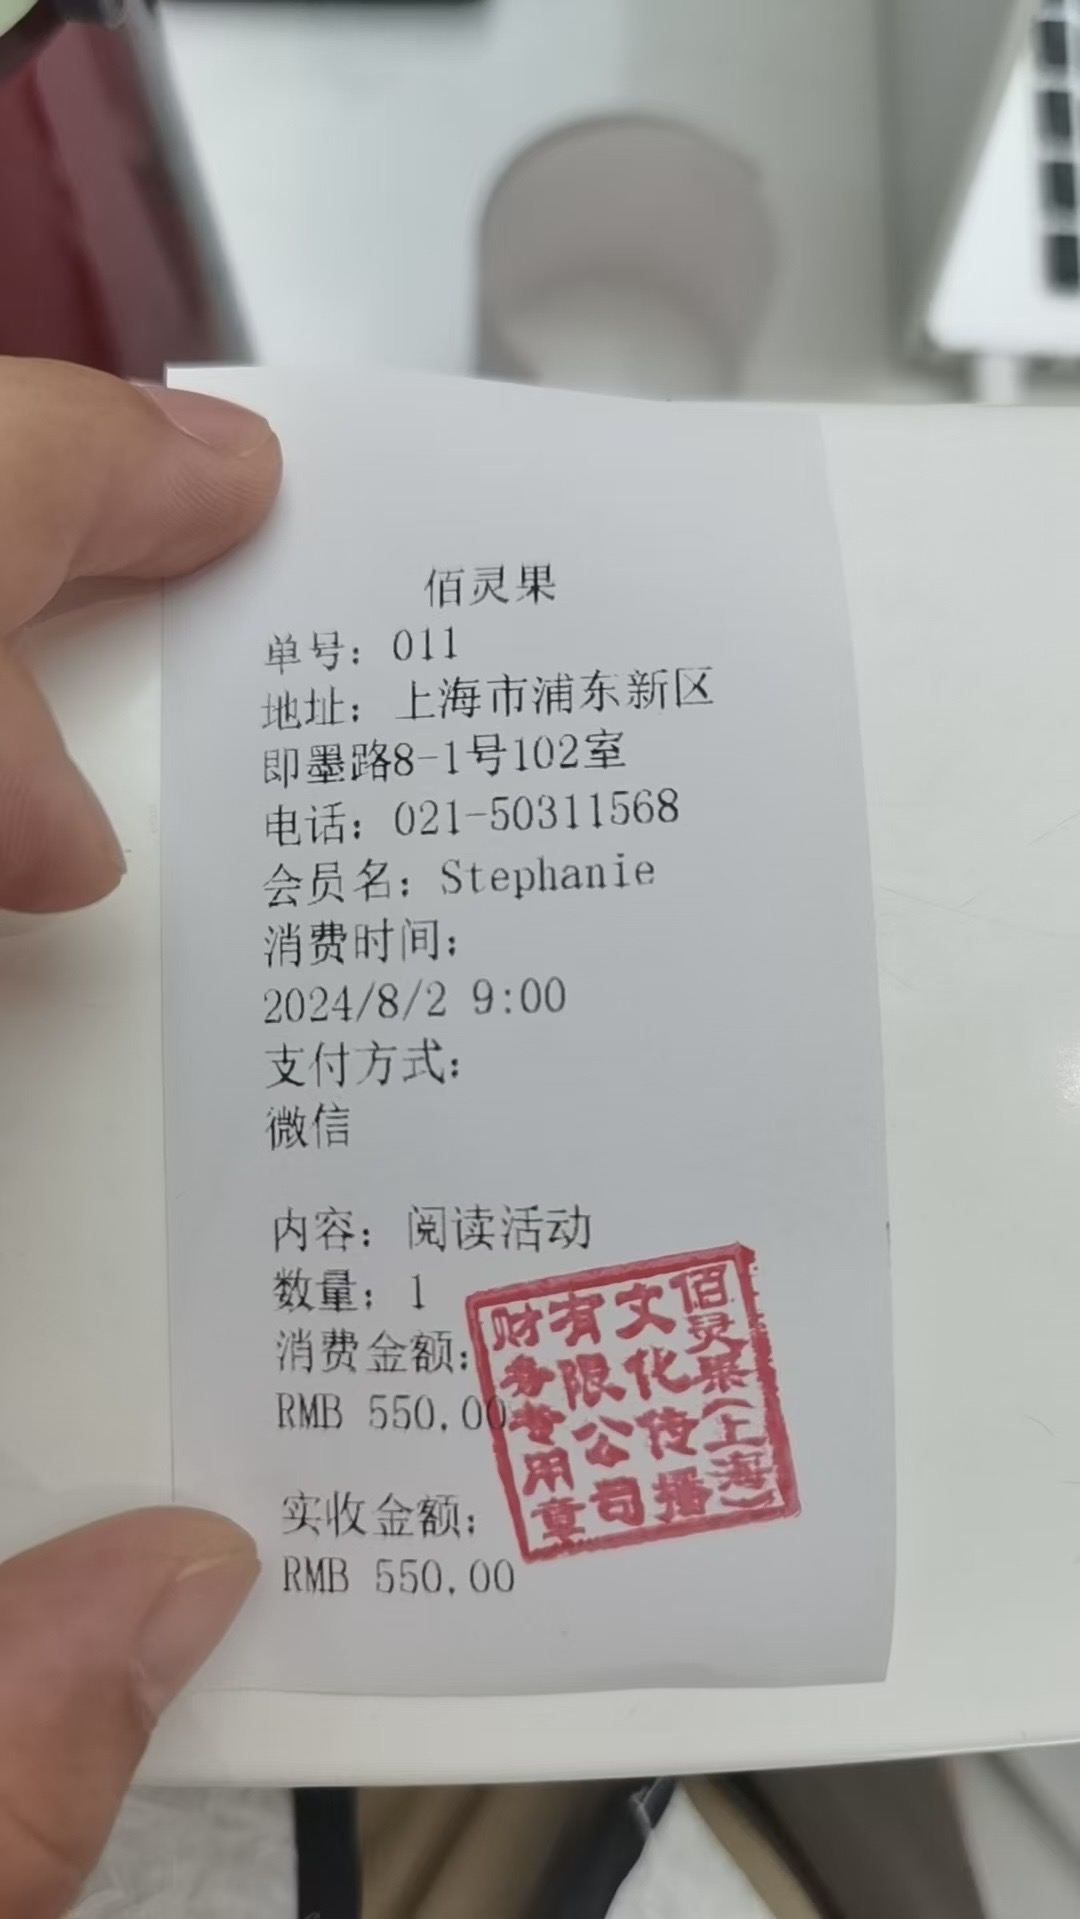 佰灵果
单号：011
地址：上海市浦东新区
即墨路8-1号102室
电话：021-50311568
会员名：Stephanie
消费时间：
2024/8/2 9:00
支付方式：
微信
内容：阅读活动
数量：1
消费金额：
RMB 550.00
实收金额：
RMB 550.00
佰灵果（上海）
文化传播
有限公司
财务专用章